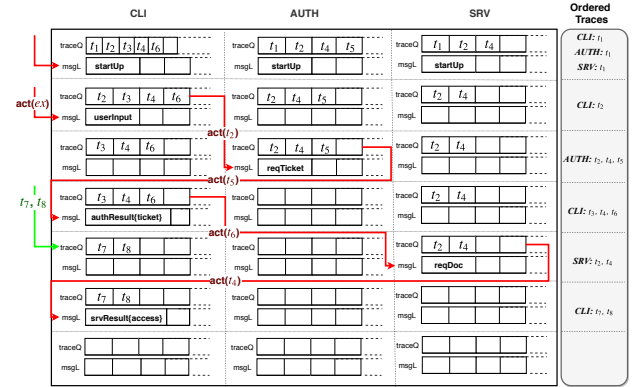 CLI AUTH SRV Ordered Traces
traceQ t₁ t₂ t₃ t₄ t₆ traceQ t₁ t₂ t₄ t₅ traceQ t₁ t₂ t₄ CLI: t₁
AUTH: t₁
msgL startUp msgL startUp msgL startUp SRV: t₁
traceQ t₂ t₃ t₄ t₆ traceQ t₂ t₄ t₅ traceQ t₂ t₄
act(ex) CLI: t₂
msgL userInput msgL msgL
act(t₂)
traceQ t₃ t₄ t₆ traceQ t₂ t₄ t₅ traceQ t₂ t₄
AUTH: t₂, t₄, t₅
msgL msgL reqTicket msgL
act(t₅)
traceQ t₃ t₄ t₆ traceQ traceQ t₂ t₄
t₇, t₈ CLI: t₃, t₄, t₆
msgL authResult(ticket) msgL msgL
act(t₆)
traceQ t₇ t₈ traceQ traceQ t₂ t₄
SRV: t₂, t₄
msgL msgL msgL reqDoc
act(t₄)
traceQ t₇ t₈ traceQ traceQ
CLI: t₇, t₈
msgL srvResult(access) msgL msgL
traceQ traceQ traceQ
msgL msgL msgL